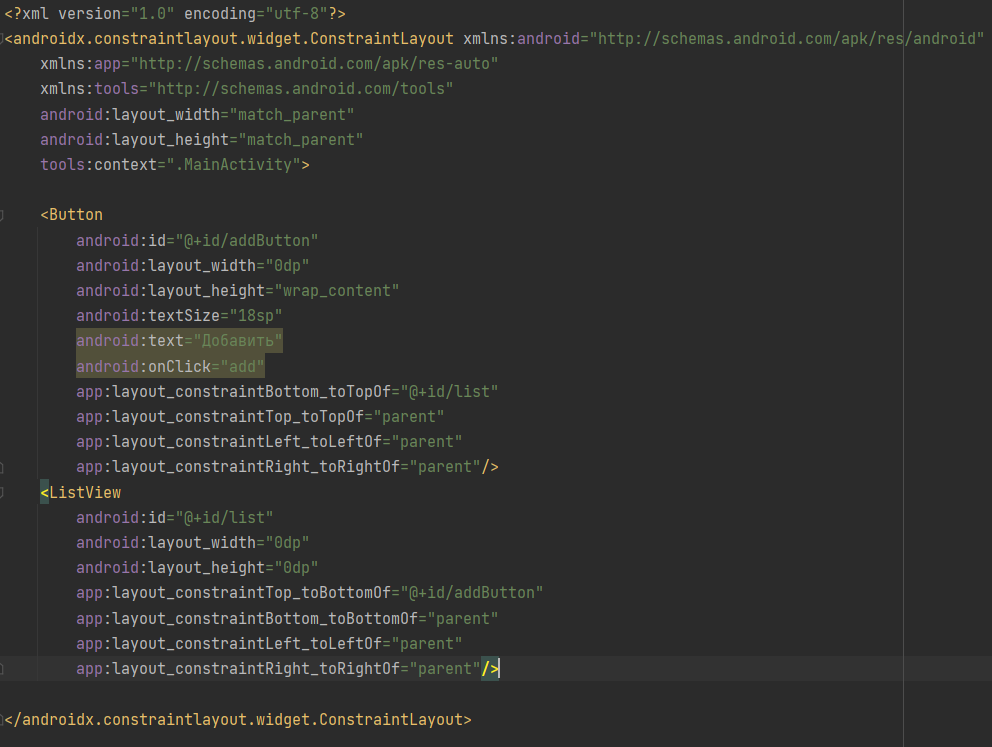 <?xml version="1.0" encoding="utf-8"?>
<androidx.constraintlayout.widget.ConstraintLayout xmlns:android="http://schemas.android.com/apk/res/android"
    xmlns:app="http://schemas.android.com/apk/res-auto"
    xmlns:tools="http://schemas.android.com/tools"
    android:layout_width="match_parent"
    android:layout_height="match_parent"
    tools:context=".MainActivity">

    <Button
        android:id="@+id/addButton"
        android:layout_width="0dp"
        android:layout_height="wrap_content"
        android:textSize="18sp"
        android:text="Добавить"
        android:onClick="add"
        app:layout_constraintBottom_toTopOf="@+id/list"
        app:layout_constraintTop_toTopOf="parent"
        app:layout_constraintLeft_toLeftOf="parent"
        app:layout_constraintRight_toRightOf="parent"/>
    <ListView
        android:id="@+id/list"
        android:layout_width="0dp"
        android:layout_height="0dp"
        app:layout_constraintTop_toBottomOf="@+id/addButton"
        app:layout_constraintBottom_toBottomOf="parent"
        app:layout_constraintLeft_toLeftOf="parent"
        app:layout_constraintRight_toRightOf="parent"/>

</androidx.constraintlayout.widget.ConstraintLayout>